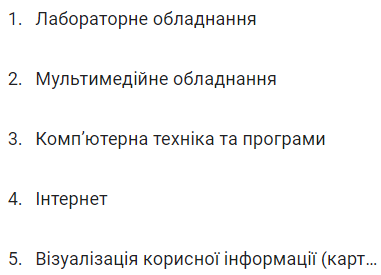 1. Лабораторне обладнання
2. Мультимедійне обладнання
3. Комп’ютерна техніка та програми
4. Інтернет
5. Візуалізація корисної інформації (карт...